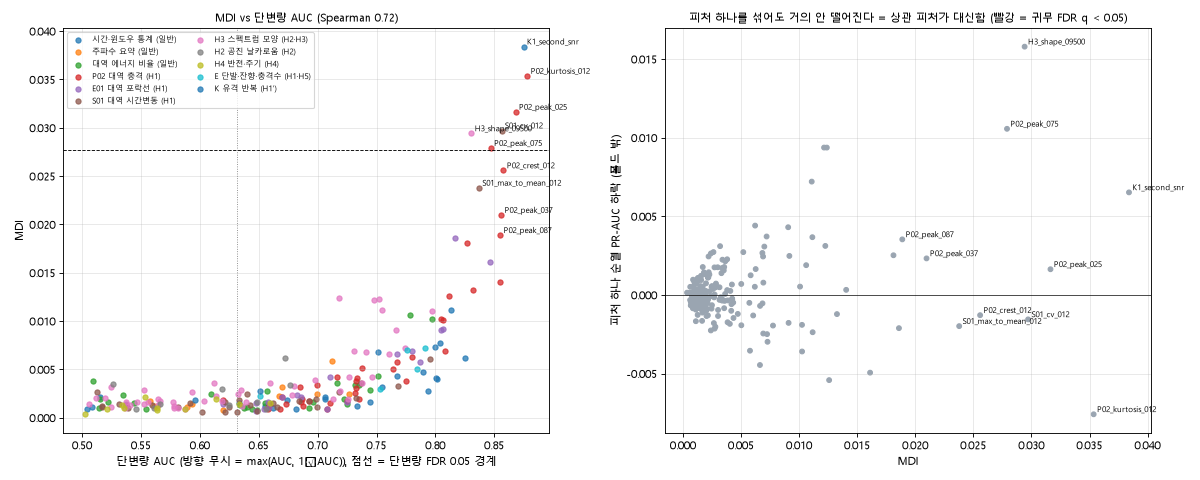 MDI vs 단변량 AUC (Spearman 0.72)
시간·윈도우 통계 (일반)
주파수 요약 (일반)
대역 에너지 비율 (일반)
P02 대역 충격 (H1)
E01 대역 포락선 (H1)
S01 대역 시간변동 (H1)
H3 스펙트럼 모양 (H2·H3)
H2 공진 날카로움 (H2)
H4 반전·주기 (H4)
E 단발·잔향·충격수 (H1·H5)
K 유격 반복 (H1')
K1_second_snr
P02_kurtosis_012
P02_peak_025
S01_cv_012
H3_shape_09500
P02_peak_075
P02_crest_012
S01_max_to_mean_012
P02_peak_037
P02_peak_087
MDI
0.040
0.035
0.030
0.025
0.020
0.015
0.010
0.005
0.000
0.50 0.55 0.60 0.65 0.70 0.75 0.80 0.85
단변량 AUC (방향 무시 = max(AUC, 1▯AUC)), 점선 = 단변량 FDR 0.05 경계
피처 하나를 섞어도 거의 안 떨어진다 = 상관 피처가 대신함 (빨강 = 귀무 FDR q < 0.05)
H3_shape_09500
P02_peak_075
K1_second_snr
P02_peak_087
P02_peak_037
P02_peak_025
P02_crest_012
S01_cv_012
S01_max_to_mean_012
P02_kurtosis_012
피처 하나 순열 PR-AUC 하락 (폴드 밖)
0.015
0.010
0.005
0.000
-0.005
0.000 0.005 0.010 0.015 0.020 0.025 0.030 0.035 0.040
MDI